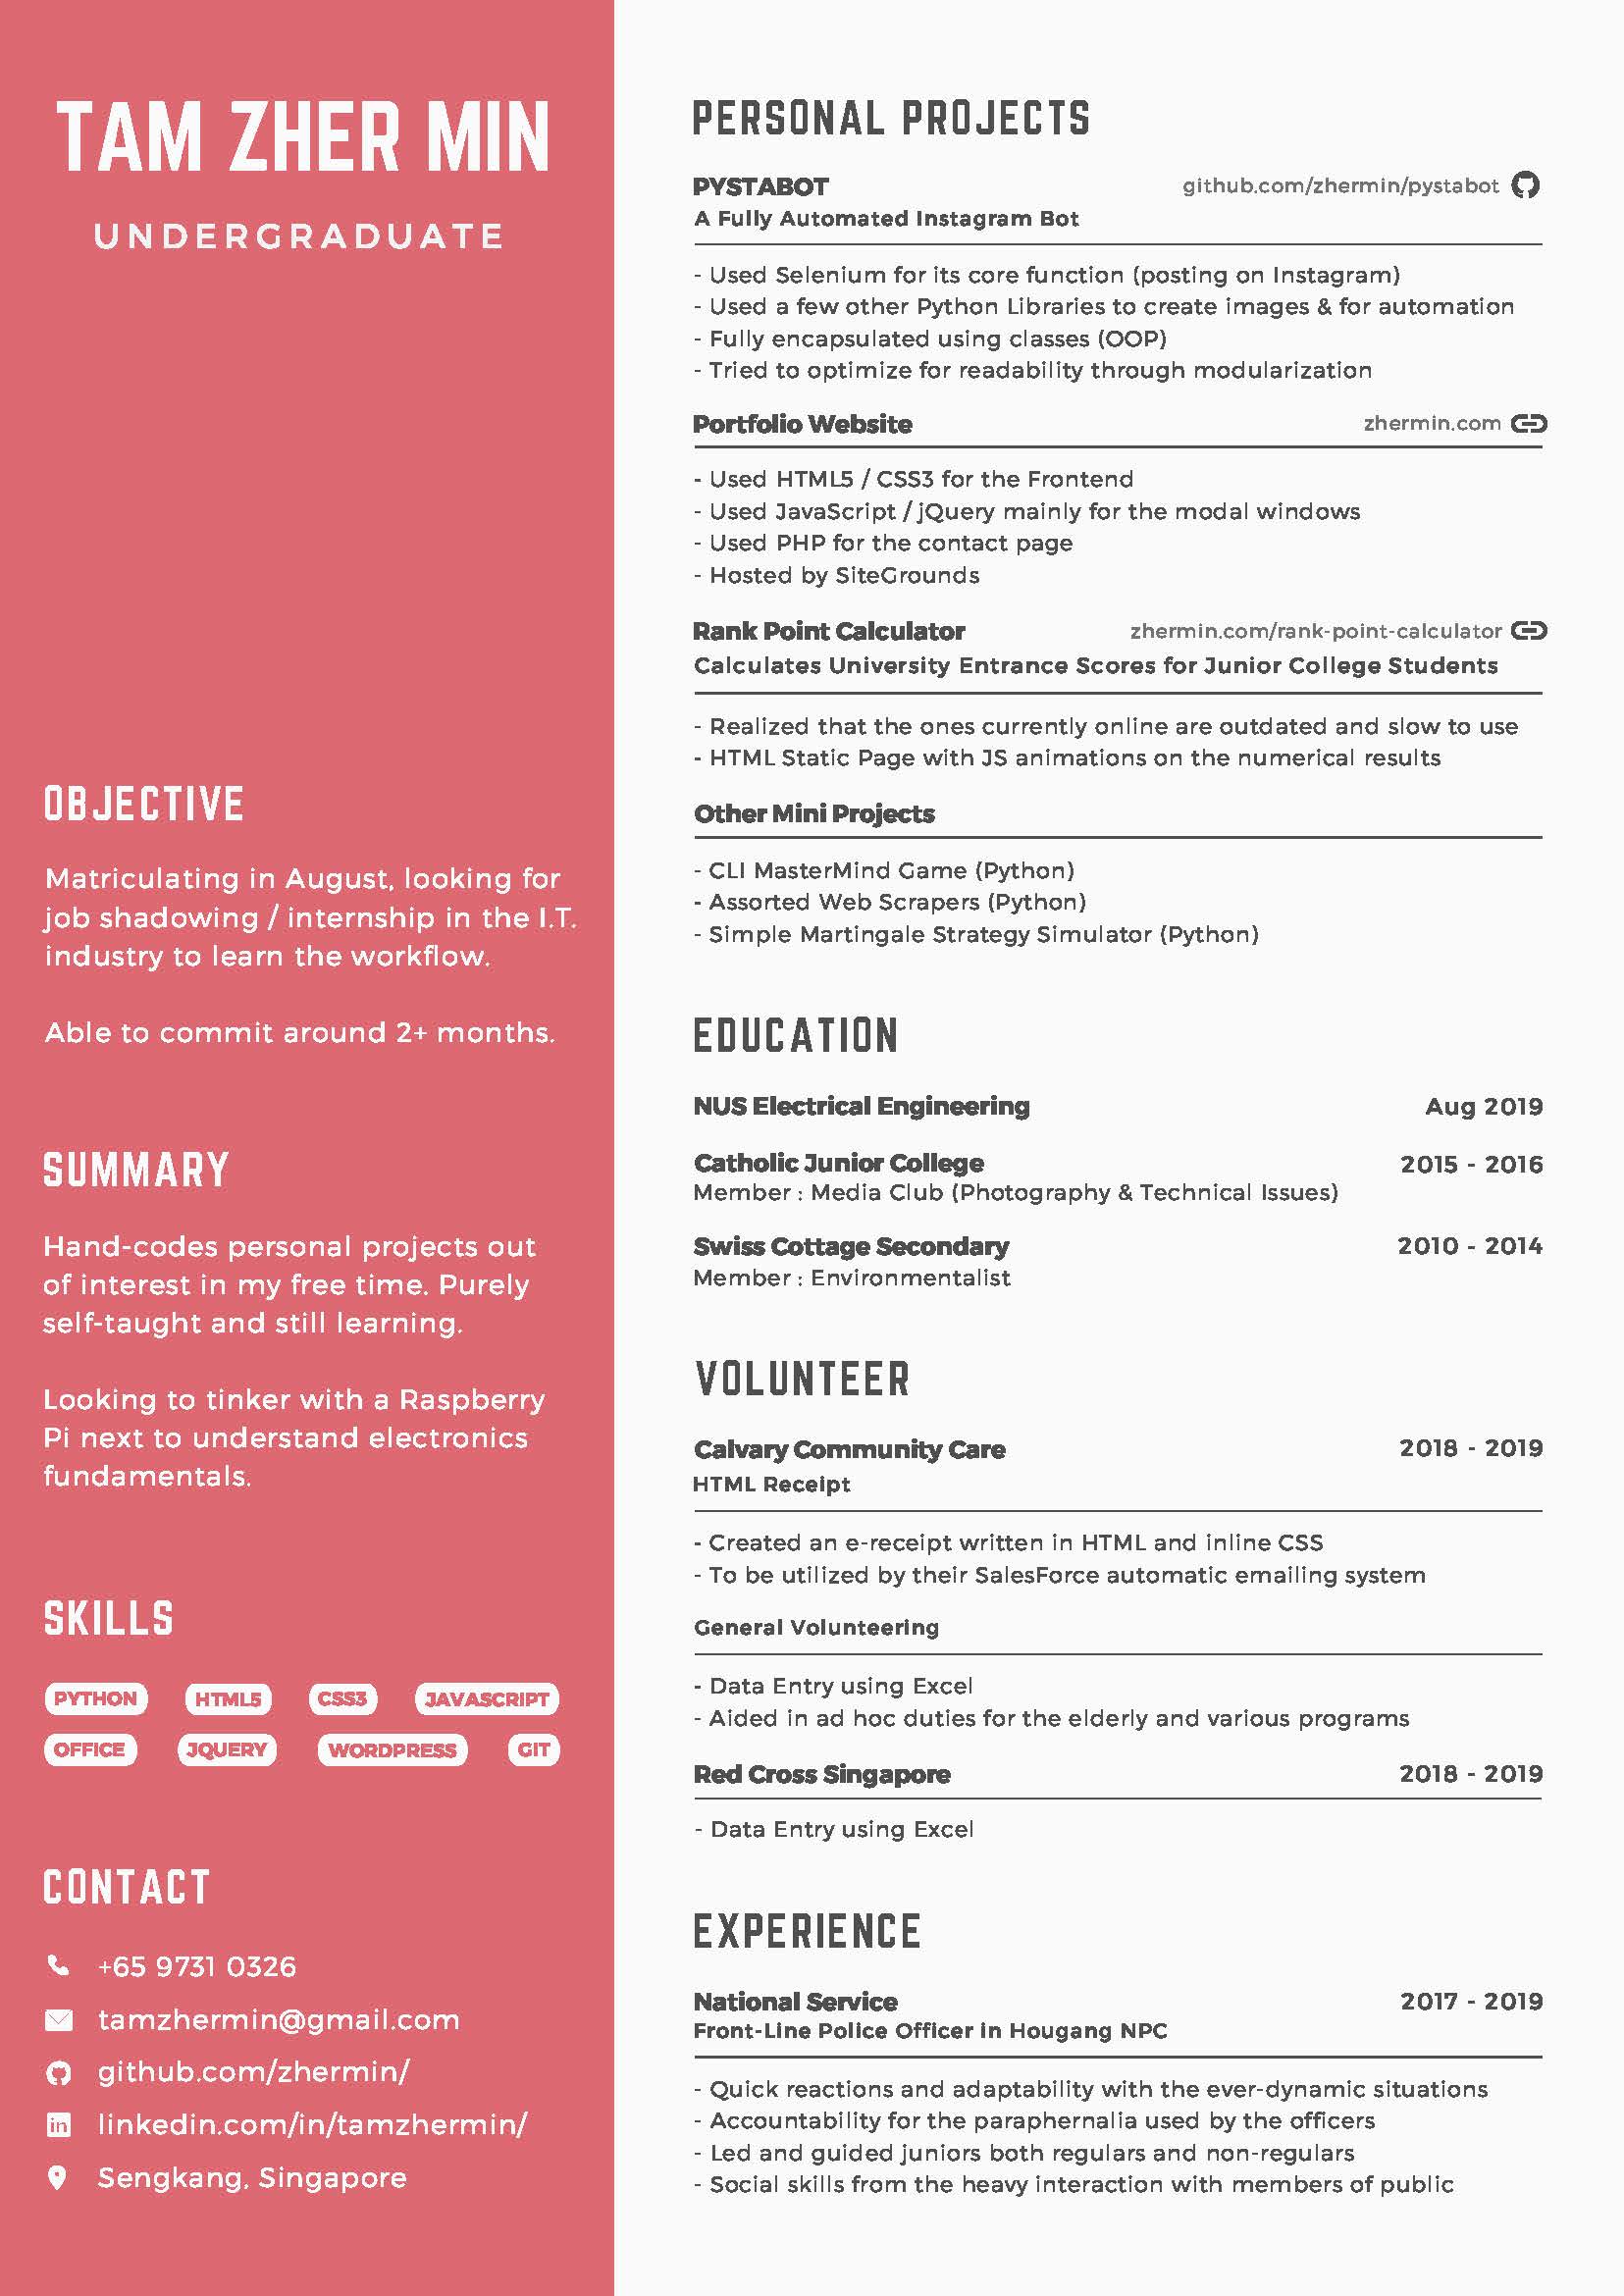 TAM ZHER MIN
UNDERGRADUATE
OBJECTIVE
Matriculating in August, looking for
job shadowing / internship in the I.T.
industry to learn the workflow.
Able to commit around 2+ months.
SUMMARY
Hand-codes personal projects out
of interest in my free time. Purely
self-taught and still learning.
Looking to tinker with a Raspberry
Pi next to understand electronics
fundamentals.
SKILLS
PYTHON HTML5 CSS3 JAVASCRIPT
OFFICE JQUERY WORDPRESS GIT
CONTACT
+65 9731 0326
tamzhermin@gmail.com
github.com/zhermin/
linkedin.com/in/tamzhermin/
Sengkang, Singapore
PERSONAL PROJECTS
PYSTABOT github.com/zhermin/pystabot
A Fully Automated Instagram Bot
- Used Selenium for its core function (posting on Instagram)
- Used a few other Python Libraries to create images & for automation
- Fully encapsulated using classes (OOP)
- Tried to optimize for readability through modularization
Portfolio Website zhermin.com
- Used HTML5 / CSS3 for the Frontend
- Used JavaScript / jQuery mainly for the modal windows
- Used PHP for the contact page
- Hosted by SiteGrounds
Rank Point Calculator zhermin.com/rank-point-calculator
Calculates University Entrance Scores for Junior College Students
- Realized that the ones currently online are outdated and slow to use
- HTML Static Page with JS animations on the numerical results
Other Mini Projects
- CLI MasterMind Game (Python)
- Assorted Web Scrapers (Python)
- Simple Martingale Strategy Simulator (Python)
EDUCATION
NUS Electrical Engineering Aug 2019
Catholic Junior College 2015 - 2016
Member : Media Club (Photography & Technical Issues)
Swiss Cottage Secondary 2010 - 2014
Member : Environmentalist
VOLUNTEER
Calvary Community Care 2018 - 2019
HTML Receipt
- Created an e-receipt written in HTML and inline CSS
- To be utilized by their SalesForce automatic emailing system
General Volunteering
- Data Entry using Excel
- Aided in ad hoc duties for the elderly and various programs
Red Cross Singapore 2018 - 2019
- Data Entry using Excel
EXPERIENCE
National Service 2017 - 2019
Front-Line Police Officer in Hougang NPC
- Quick reactions and adaptability with the ever-dynamic situations
- Accountability for the paraphernalia used by the officers
- Led and guided juniors both regulars and non-regulars
- Social skills from the heavy interaction with members of public